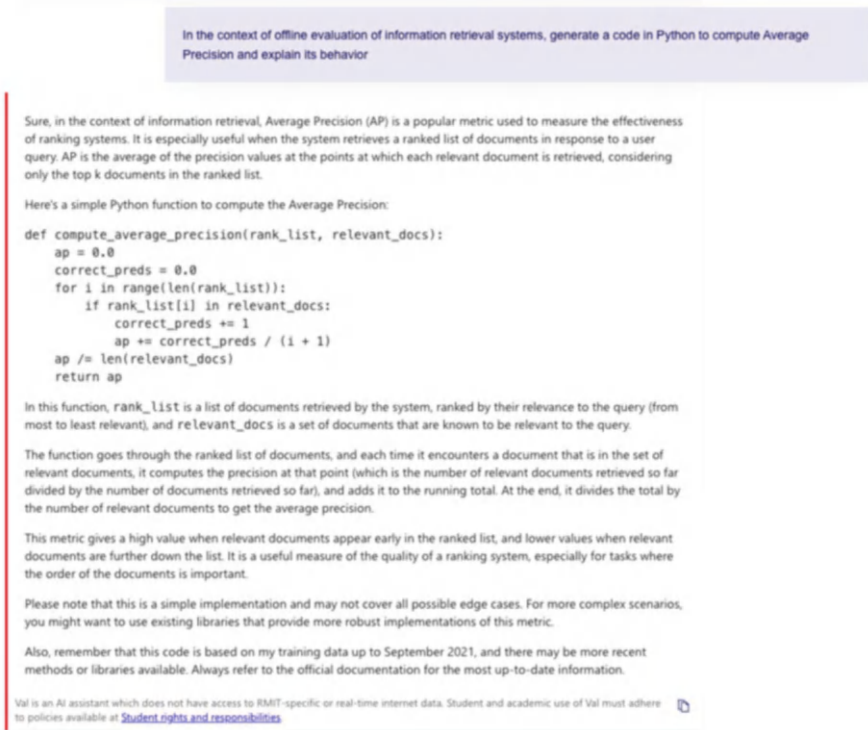 In the context of offline evaluation of information retrieval systems, generate a code in Python to compute Average
Precision and explain its behavior
Sure, in the context of information retrieval, Average Precision (AP) is a popular metric used to measure the effectiveness
of ranking systems. It is especially useful when the system retrieves a ranked list of documents in response to a user
query. AP is the average of the precision values at the points at which each relevant document is retrieved, considering
only the top k documents in the ranked list.
Here's a simple Python function to compute the Average Precision:
def compute_average_precision(rank_list, relevant_docs):
    ap = 0.0
    correct_preds = 0.0
    for i in range(len(rank_list)):
        if rank_list[i] in relevant_docs:
            correct_preds += 1
            ap += correct_preds / (i + 1)
    ap /= len(relevant_docs)
    return ap
In this function, rank_list is a list of documents retrieved by the system, ranked by their relevance to the query (from
most to least relevant), and relevant_docs is a set of documents that are known to be relevant to the query.
The function goes through the ranked list of documents, and each time it encounters a document that is in the set of
relevant documents, it computes the precision at that point (which is the number of relevant documents retrieved so far
divided by the number of documents retrieved so far), and adds it to the running total. At the end, it divides the total by
the number of relevant documents to get the average precision.
This metric gives a high value when relevant documents appear early in the ranked list, and lower values when relevant
documents are further down the list. It is a useful measure of the quality of a ranking system, especially for tasks where
the order of the documents is important.
Please note that this is a simple implementation and may not cover all possible edge cases. For more complex scenarios,
you might want to use existing libraries that provide more robust implementations of this metric.
Also, remember that this code is based on my training data up to September 2021, and there may be more recent
methods or libraries available. Always refer to the official documentation for the most up-to-date information.
Val is an AI assistant which does not have access to RMIT-specific or real-time internet data. Student and academic use of Val must adhere
to policies available at Student rights and responsibilities